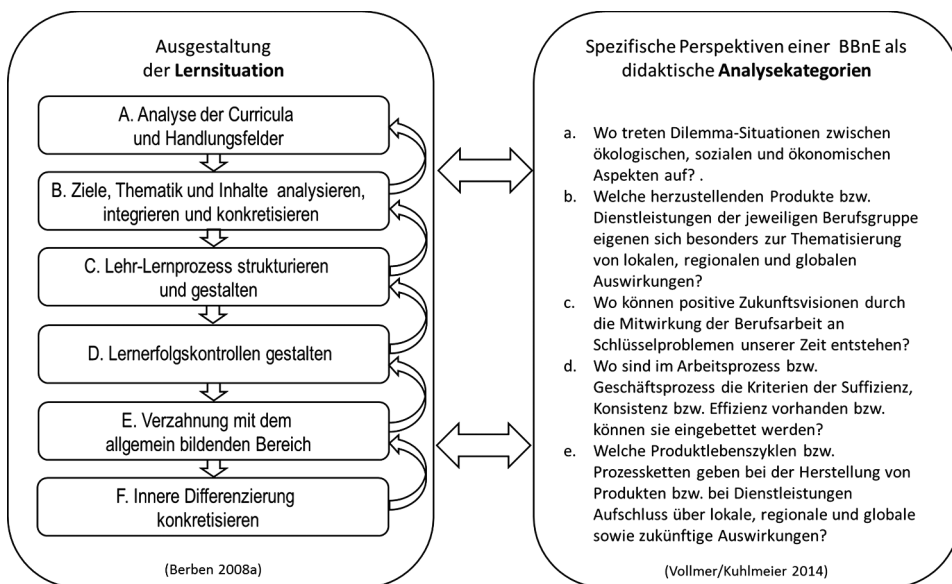 Ausgestaltung
der Lernsituation
A. Analyse der Curricula
und Handlungsfelder
B. Ziele, Thematik und Inhalte analysieren,
integrieren und konkretisieren
C. Lehr-Lernprozess strukturieren
und gestalten
D. Lernerfolgskontrollen gestalten
E. Verzahnung mit dem
allgemein bildenden Bereich
F. Innere Differenzierung
konkretisieren
(Berben 2008a)
Spezifische Perspektiven einer BBnE als
didaktische Analysekategorien
a. Wo treten Dilemma-Situationen zwischen
ökologischen, sozialen und ökonomischen
Aspekten auf? .
b. Welche herzustellenden Produkte bzw.
Dienstleistungen der jeweiligen Berufsgruppe
eigenen sich besonders zur Thematisierung
von lokalen, regionalen und globalen
Auswirkungen?
c. Wo können positive Zukunftsvisionen durch
die Mitwirkung der Berufsarbeit an
Schlüsselproblemen unserer Zeit entstehen?
d. Wo sind im Arbeitsprozess bzw.
Geschäftsprozess die Kriterien der Suffizienz,
Konsistenz bzw. Effizienz vorhanden bzw.
können sie eingebettet werden?
e. Welche Produktlebenszyklen bzw.
Prozessketten geben bei der Herstellung von
Produkten bzw. bei Dienstleistungen
Aufschluss über lokale, regionale und globale
sowie zukünftige Auswirkungen?
(Vollmer/Kuhlmeier 2014)